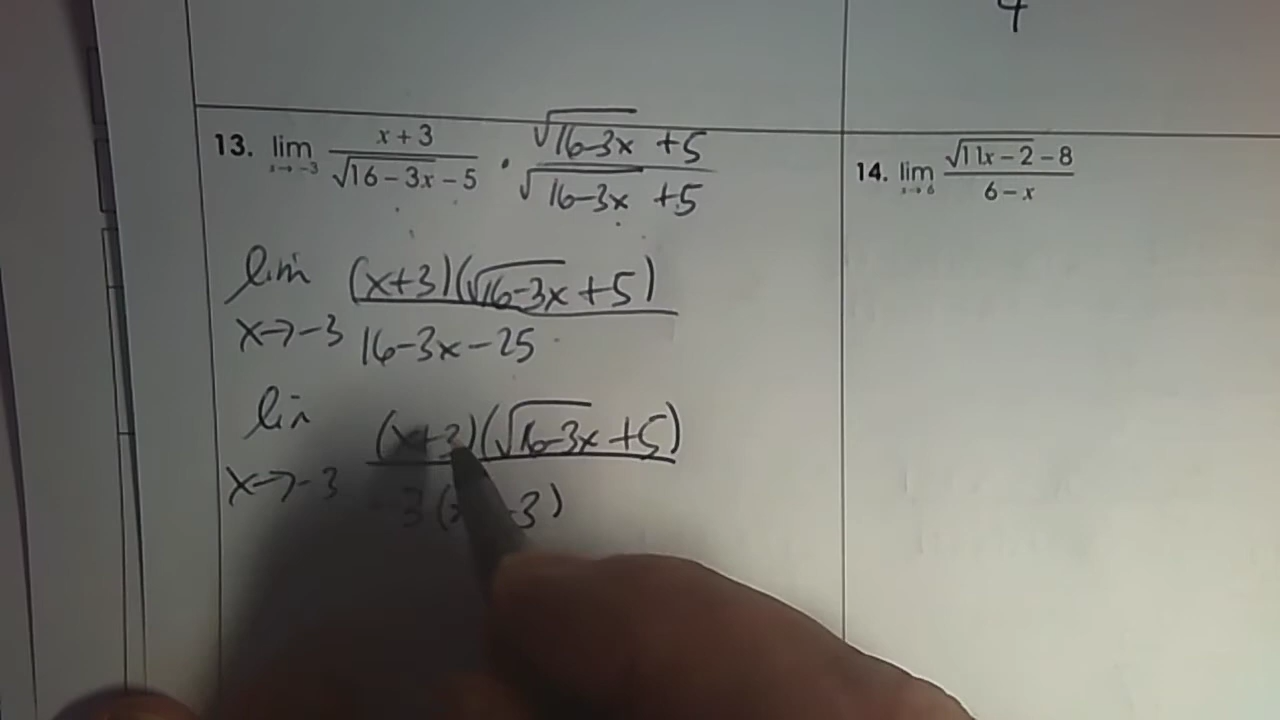 4
13. lim x→-3 (x + 3)/(√(16 - 3x) - 5) · (√(16-3x) +5)/(√(16-3x) +5)
lim x→-3 (x+3)(√(16-3x) +5)/(16-3x-25)
lim x→-3 (x+3)(√(16-3x) +5)/
14. lim x→6 (√(11x - 2) - 8)/(6 - x)